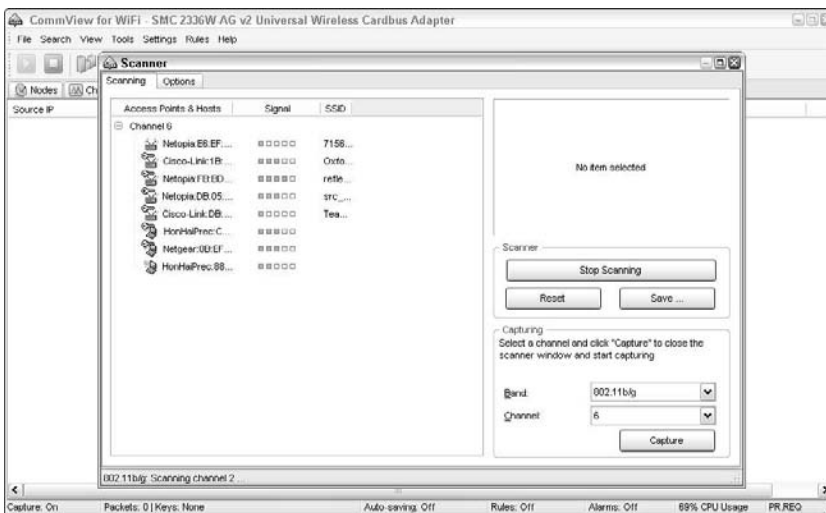 CommView for WiFi - SMC 2336W-AG v2 Universal Wireless Cardbus Adapter
File Search View Tools Settings Rules Help
Scanner
Nodes Ch
Scanning Options
Source IP
Access Points & Hosts Signal SSID
Channel 6
Netopia:E6:EF:... 7156...
Cisco-Link:1B:... Oxfo...
Netopia:FB:BD... refle...
Netopia:DB:05:... src_...
Cisco-Link:DB:... Tea...
HonHaiPrec:C...
Netgear:0B:EF...
HonHaiPrec:88...
No item selected
Scanner
Stop Scanning
Reset Save ...
Capturing
Select a channel and click "Capture" to close the
scanner window and start capturing
Band: 802.11b/g
Channel: 6
Capture
802.11b/g: Scanning channel 2 ...
Capture: On Packets: 0 | Keys: None Auto-saving: Off Rules: Off Alarms: Off 69% CPU Usage PR.REQ